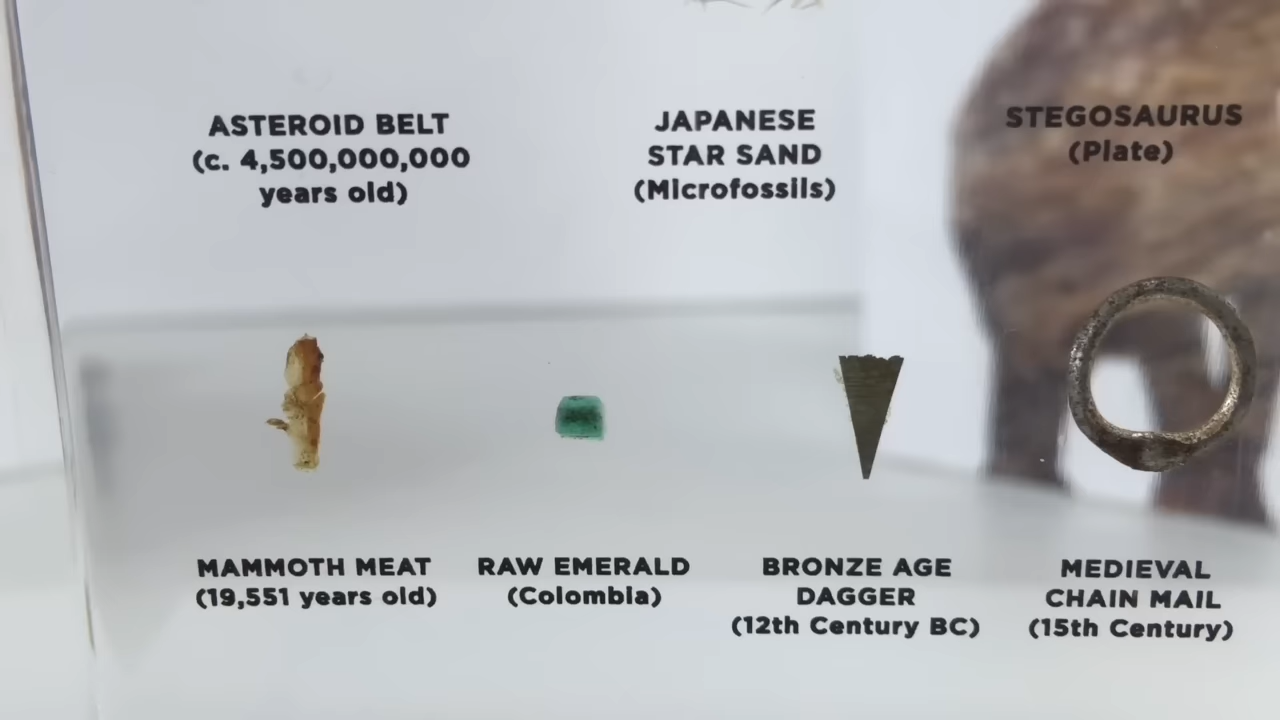 ASTEROID BELT
(c. 4,500,000,000
years old)
JAPANESE
STAR SAND
(Microfossils)
STEGOSAURUS
(Plate)
MAMMOTH MEAT
(19,551 years old)
RAW EMERALD
(Colombia)
BRONZE AGE
DAGGER
(12th Century BC)
MEDIEVAL
CHAIN MAIL
(15th Century)